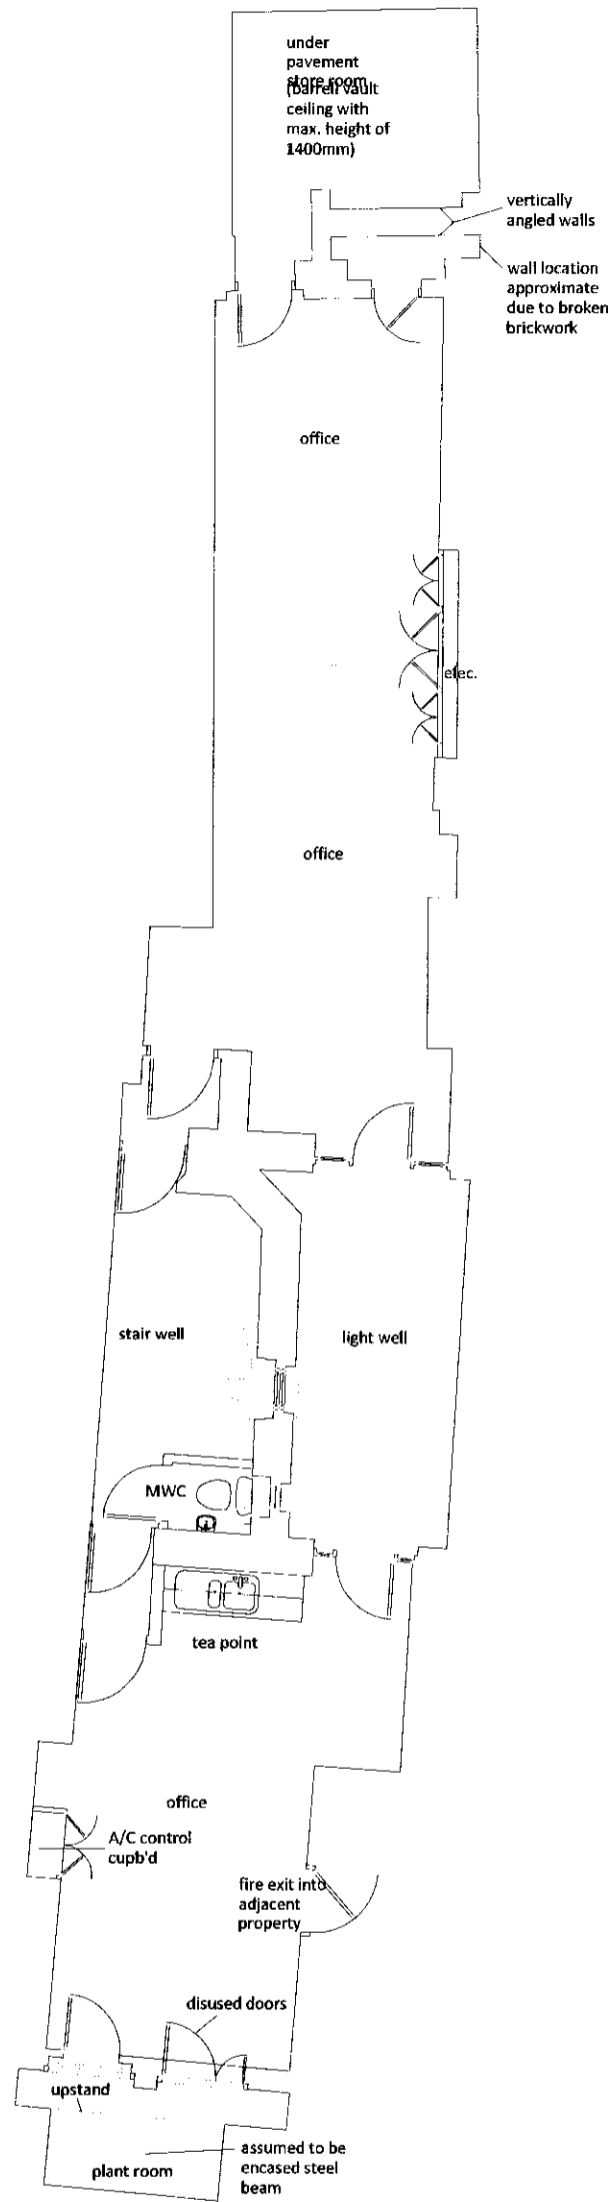 under
pavement
store room
(barrell vault
ceiling with
max. height of
1400mm)
vertically
angled walls
wall location
approximate
due to broken
brickwork
office
elec.
office
stair well
light well
MWC
tea point
office
A/C control
cupb'd
fire exit into
adjacent
property
disused doors
upstand
plant room
assumed to be
encased steel
beam